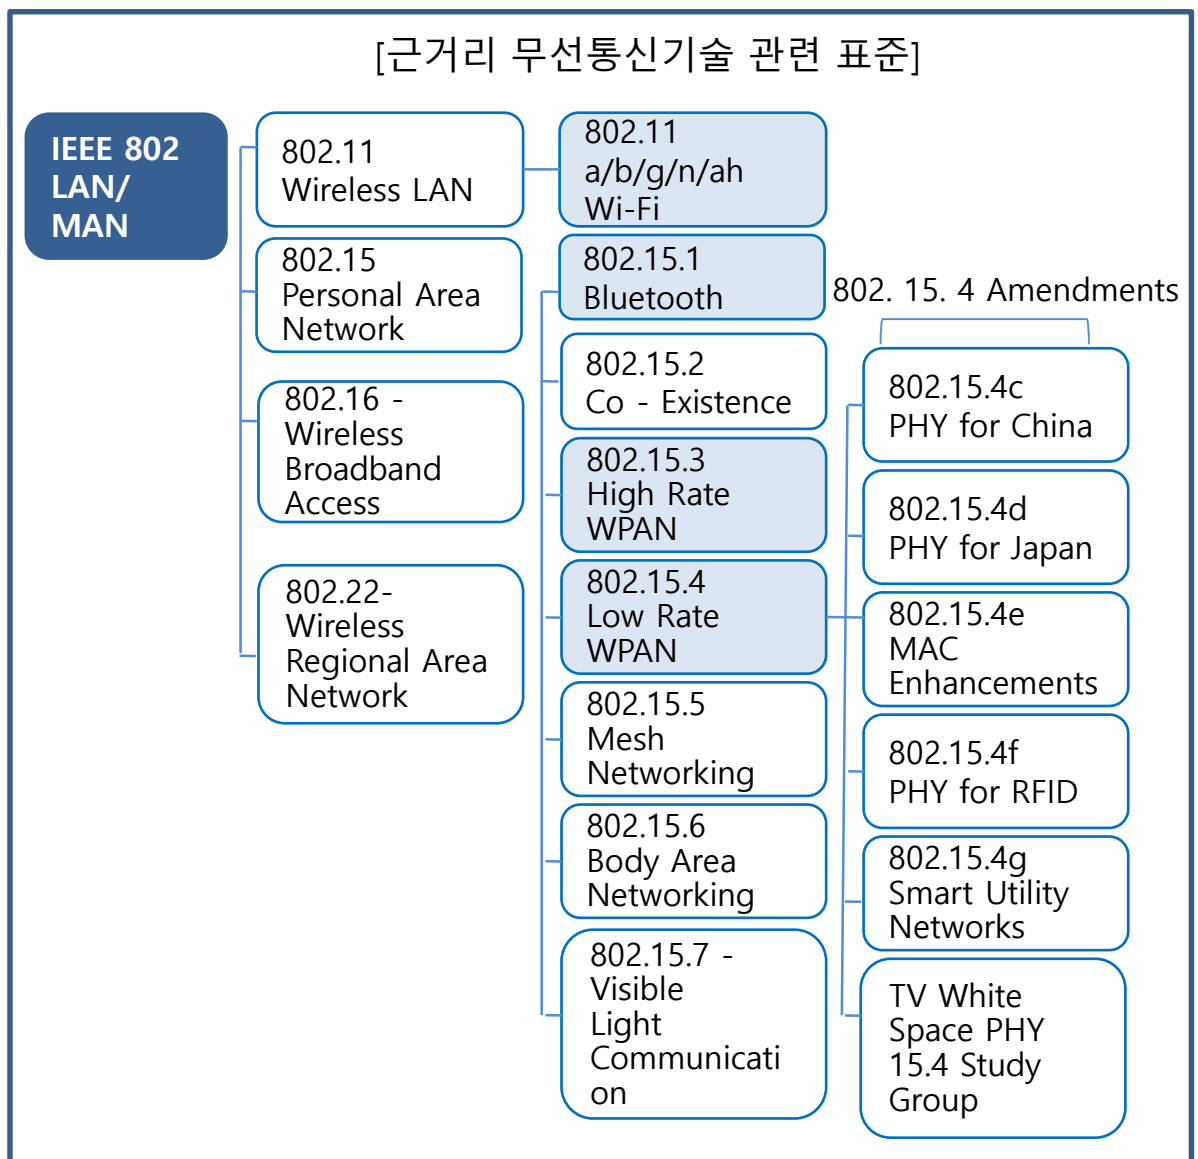 [근거리 무선통신기술 관련 표준]
IEEE 802
LAN/
MAN
802.11
Wireless LAN
802.15
Personal Area
Network
802.16 -
Wireless
Broadband
Access
802.22-
Wireless
Regional Area
Network
802.11
a/b/g/n/ah
Wi-Fi
802.15.1
Bluetooth
802.15.2
Co - Existence
802.15.3
High Rate
WPAN
802.15.4
Low Rate
WPAN
802.15.5
Mesh
Networking
802.15.6
Body Area
Networking
802.15.7 -
Visible
Light
Communicati
on
802. 15. 4 Amendments
802.15.4c
PHY for China
802.15.4d
PHY for Japan
802.15.4e
MAC
Enhancements
802.15.4f
PHY for RFID
802.15.4g
Smart Utility
Networks
TV White
Space PHY
15.4 Study
Group